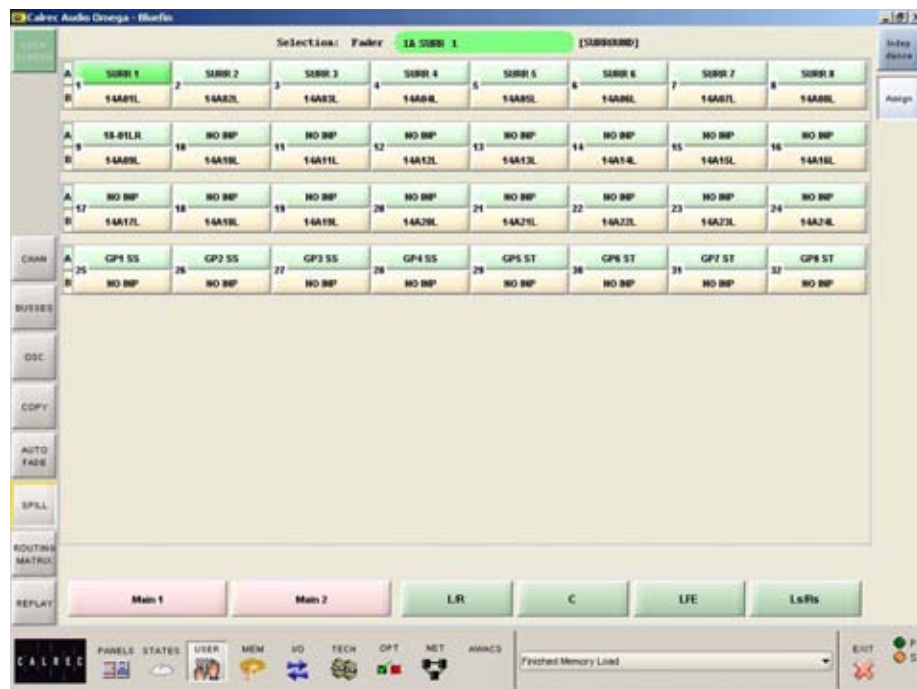 Calrec Audio Omega - Bluefin
Selection: Fader 1A SURR 1 [SURROUND]
Assign
A 1 SURR 1 2 SURR 2 3 SURR 3 4 SURR 4 5 SURR 5 6 SURR 6 7 SURR 7 8 SURR 8
B 14A01L 14A02L 14A03L 14A04L 14A05L 14A06L 14A07L 14A08L
A 9 18-01LR 10 NO INP 11 NO INP 12 NO INP 13 NO INP 14 NO INP 15 NO INP 16 NO INP
B 14A09L 14A10L 14A11L 14A12L 14A13L 14A14L 14A15L 14A16L
A 17 NO INP 18 NO INP 19 NO INP 20 NO INP 21 NO INP 22 NO INP 23 NO INP 24 NO INP
B 14A17L 14A18L 14A19L 14A20L 14A21L 14A22L 14A23L 14A24L
A 25 GP1 SS 26 GP2 SS 27 GP3 SS 28 GP4 SS 29 GP5 ST 30 GP6 ST 31 GP7 ST 32 GP8 ST
B NO INP NO INP NO INP NO INP NO INP NO INP NO INP NO INP
CHAN
BUSSES
OSC
COPY
AUTO
FADE
SPILL
ROUTING
MATRIX
REPLAY
Main 1 Main 2 L/R C LFE Ls/Rs
CALREC PANELS STATES USER MEM I/O TECH OPT NET AWACS
Finished Memory Load
EXIT